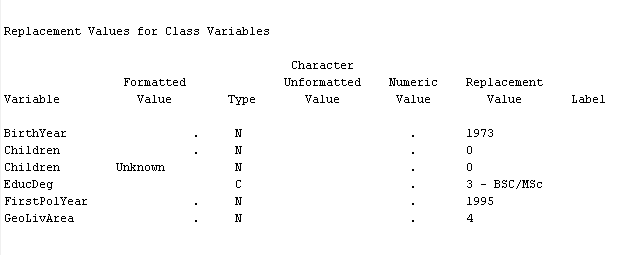 Replacement Values for Class Variables
Character
Formatted Unformatted Numeric Replacement
Variable Value Type Value Value Value Label
BirthYear . N . 1973
Children . N . 0
Children Unknown N . 0
EducDeg C . 3 - BSC/MSc
FirstPolYear . N . 1995
GeoLivArea . N . 4